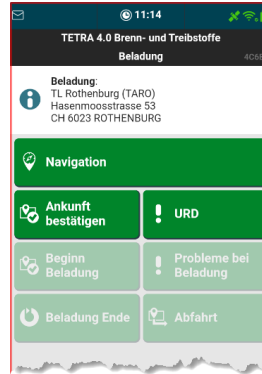 11:14
TETRA 4.0 Brenn- und Treibstoffe
Beladung
Beladung:
TL Rothenburg (TARO)
Hasenmoosstrasse 53
CH 6023 ROTHENBURG
Navigation
Ankunft
bestätigen
URD
Beginn
Beladung
Probleme bei
Beladung
Beladung Ende
Abfahrt